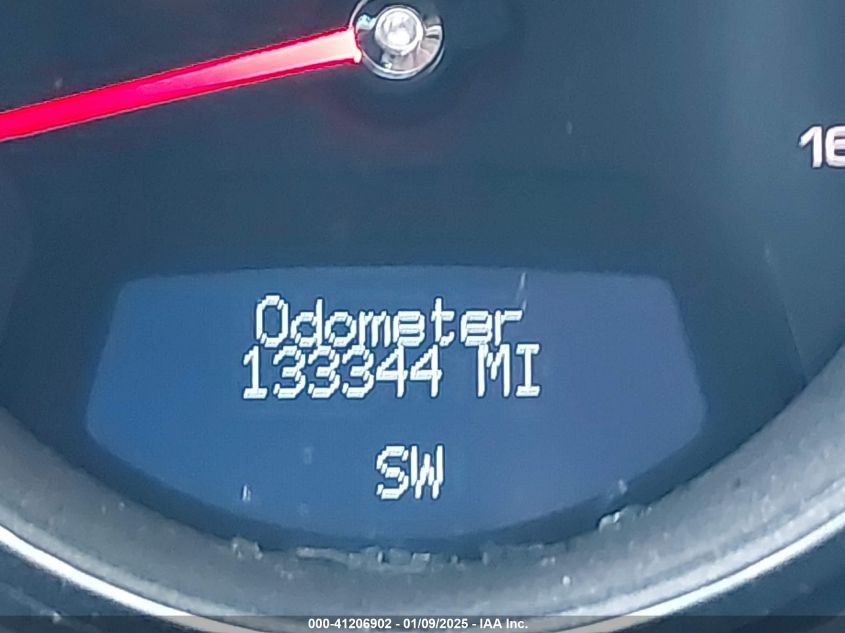 16
Odometer
133344 MI
SW
000-41206902 - 01/09/2025 - IAA Inc.